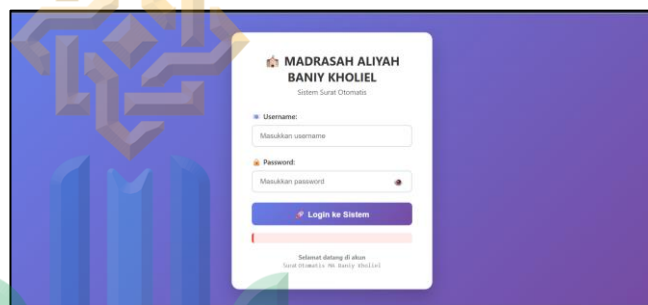 MADRASAH ALIYAH
BANIY KHOLIEL
Sistem Surat Otomatis
Username:
Masukkan username
Password:
Masukkan password
Login ke Sistem
Selamat datang di akun
Surat Otomatis MA Baniy Kholiel